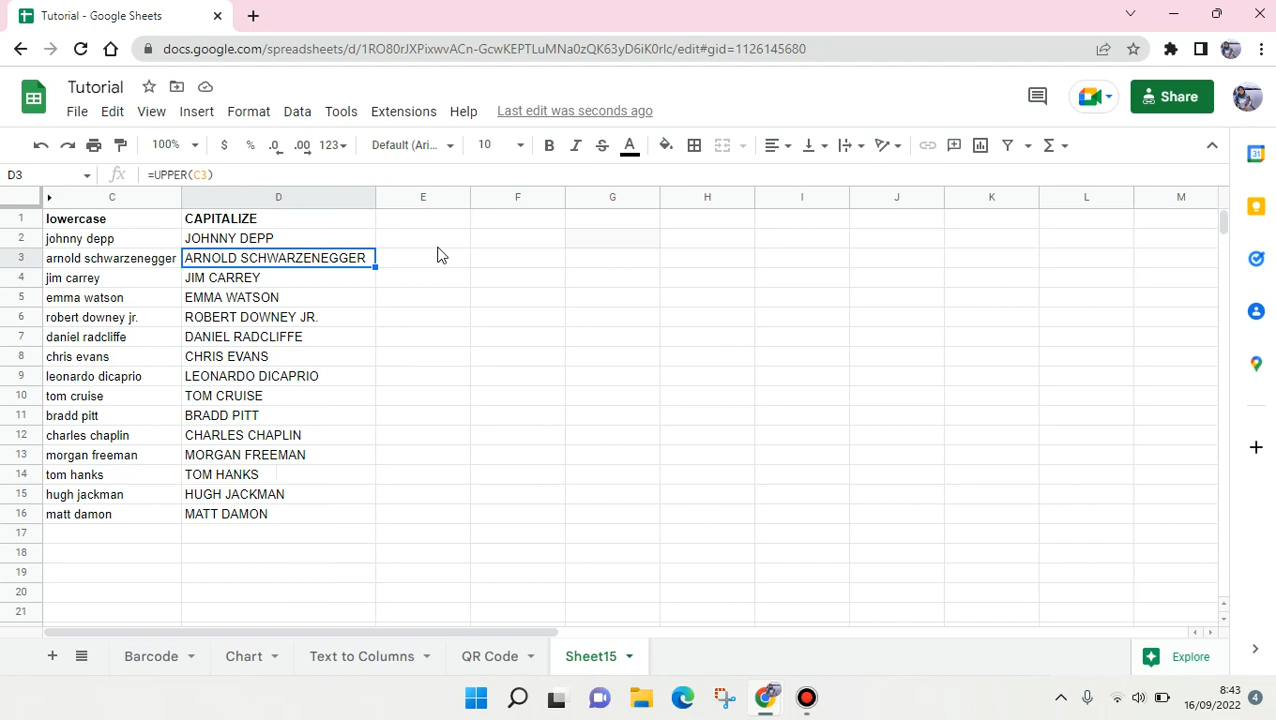 Tutorial - Google Sheets
docs.google.com/spreadsheets/d/1RO80rJXPixwvACn-GcwKEPTLuMNa0zQK63yD6iK0rlc/edit#gid=1126145680
Tutorial
File Edit View Insert Format Data Tools Extensions Help Last edit was seconds ago
Share
100% $ % .0 .00 123 Default (Ari... 10 B I S A
D3 fx =UPPER(C3)
C D E F G H I J K L M
1 lowercase CAPITALIZE
2 johnny depp JOHNNY DEPP
3 arnold schwarzenegger ARNOLD SCHWARZENEGGER
4 jim carrey JIM CARREY
5 emma watson EMMA WATSON
6 robert downey jr. ROBERT DOWNEY JR.
7 daniel radcliffe DANIEL RADCLIFFE
8 chris evans CHRIS EVANS
9 leonardo dicaprio LEONARDO DICAPRIO
10 tom cruise TOM CRUISE
11 bradd pitt BRADD PITT
12 charles chaplin CHARLES CHAPLIN
13 morgan freeman MORGAN FREEMAN
14 tom hanks TOM HANKS
15 hugh jackman HUGH JACKMAN
16 matt damon MATT DAMON
17
18
19
20
21
Barcode Chart Text to Columns QR Code Sheet15 Explore
31
8:43
16/09/2022 4